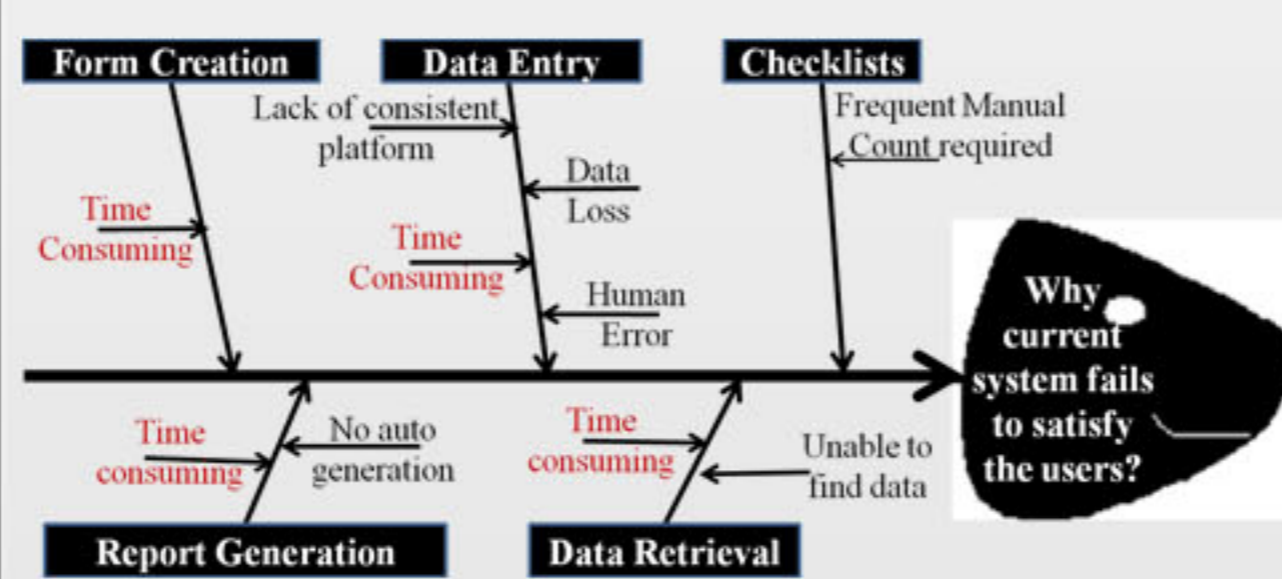 Form Creation
Data Entry
Checklists
Lack of consistent
platform
Frequent Manual
Count required
Data
Loss
Time
Consuming
Time
Consuming
Human
Error
Why
current
system fails
to satisfy
the users?
Time
consuming
No auto
generation
Time
consuming
Unable to
find data
Report Generation
Data Retrieval